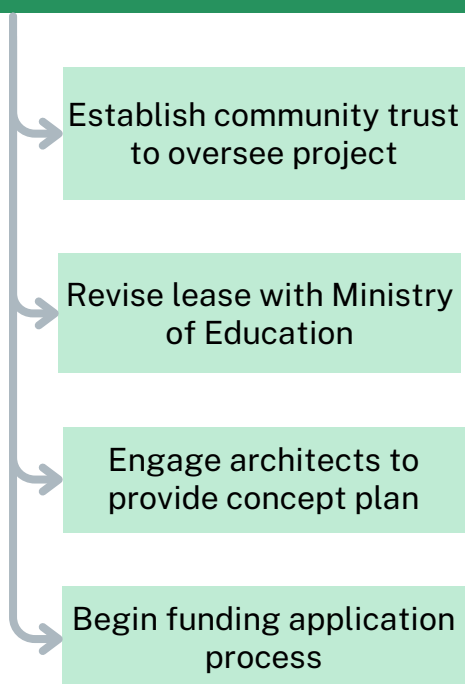 Establish community trust
to oversee project
Revise lease with Ministry
of Education
Engage architects to
provide concept plan
Begin funding application
process